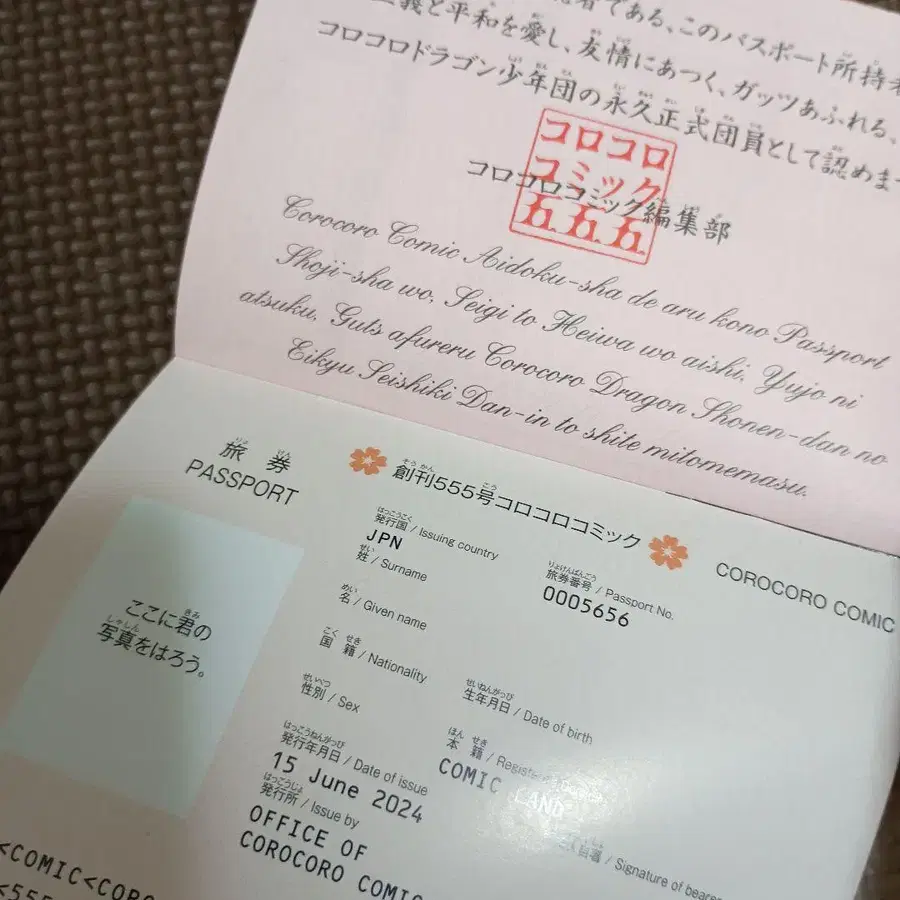 である、このパスポート所持者
義と平和を愛し、友情にあつく、ガッツあふれる、
コロコロドラゴン少年団の永久正式団員として認めま
コロコロコミック編集部
コロコロ
コミック
五五五
Corocoro Comic Aidoku-sha de aru kono Passport
Shoji-sha wo, Seigi to Heiwa wo aishi, Yujo ni
atsuku, Guts afureru Corocoro Dragon Shonen-dan no
Eikyu Seishiki Dan-in to shite mitomemasu.
旅券
PASSPORT
創刊555号コロコロコミック
COROCORO COMIC
発行国 / Issuing country
JPN
旅券番号 / Passport No.
0005656
姓 / Surname
名 / Given name
国籍 / Nationality
生年月日 / Date of birth
性別 / Sex
本籍 / Registered
COMIC LAND
発行年月日 / Date of issue
15 June 2024
発行所 / Issue by
OFFICE OF
COROCORO COMIC
自署 / Signature of bearer
ここに君の
写真をはろう。
<COMIC<CORO
<555